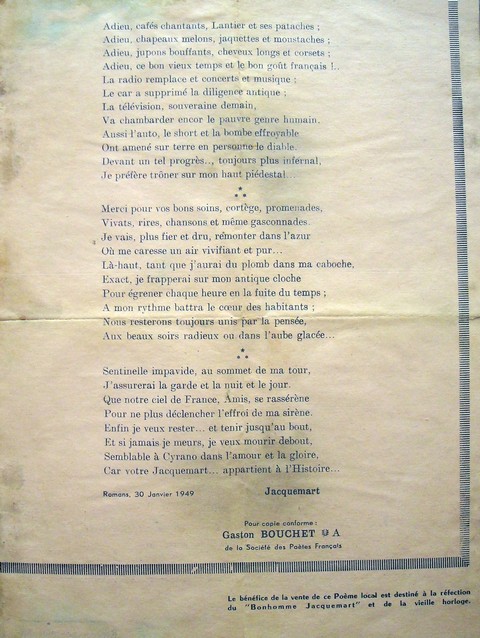 Adieu, cafés chantants, Lantier et ses pataches ;
Adieu, chapeaux melons, jaquettes et moustaches ;
Adieu, jupons bouffants, cheveux longs et corsets ;
Adieu, ce bon vieux temps et le bon goût français !..
La radio remplace et concerts et musique ;
Le car a supprimé la diligence antique ;
La télévision, souveraine demain,
Va chambarder encor le pauvre genre humain.
Aussi l'auto, le short et la bombe effroyable
Ont amené sur terre en personne le diable.
Devant un tel progrès.., toujours plus infernal,
Je préfère trôner sur mon haut piédestal...
Merci pour vos bons soins, cortège, promenades,
Vivats, rires, chansons et même gasconnades..
Je vais, plus fier et dru, remonter dans l'azur
Où me caresse un air vivifiant et pur...
Là-haut, tant que j'aurai du plomb dans ma caboche,
Exact, je frapperai sur mon antique cloche
Pour égrener chaque heure en la fuite du temps ;
A mon rythme battra le cœur des habitants ;
Nous resterons toujours unis par la pensée,
Aux beaux soirs radieux ou dans l'aube glacée...
Sentinelle impavide, au sommet de ma tour,
J'assurerai la garde et la nuit et le jour.
Que notre ciel de France, Amis, se rassérène
Pour ne plus déclencher l'effroi de ma sirène.
Enfin je veux rester... et tenir jusqu'au bout,
Et si jamais je meurs, je veux mourir debout,
Semblable à Cyrano dans l'amour et la gloire,
Car votre Jacquemart... appartient à l'Histoire...
Romans, 30 Janvier 1949 Jacquemart
Pour copie conforme :
Gaston BOUCHET A
de la Société des Poètes Français
Le bénéfice de la vente de ce Poème local est destiné à la réfection
du "Bonhomme Jacquemart" et de la vieille horloge.